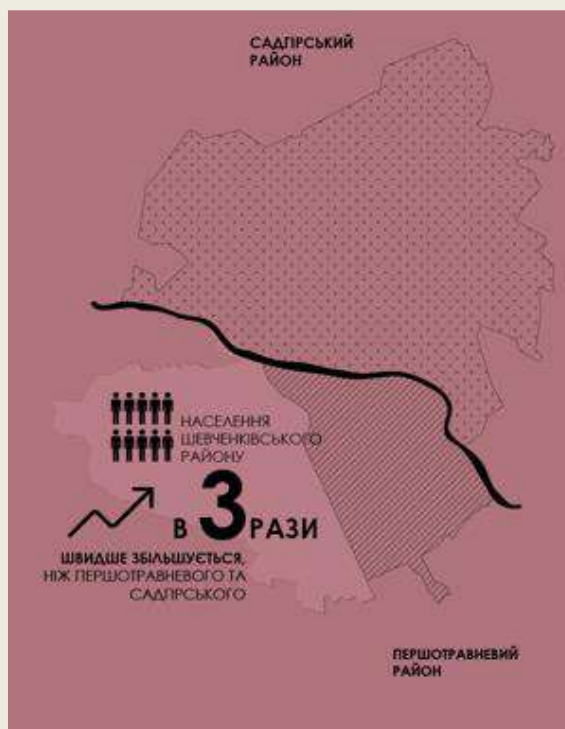 САДГІРСЬКИЙ
РАЙОН
НАСЕЛЕННЯ
ШЕВЧЕНКІВСЬКОГО
РАЙОНУ
В 3 РАЗИ
ШВИДШЕ ЗБІЛЬШУЄТЬСЯ,
НІЖ ПЕРШОТРАВНЕВОГО ТА
САДГІРСЬКОГО
ПЕРШОТРАВНЕВИЙ
РАЙОН